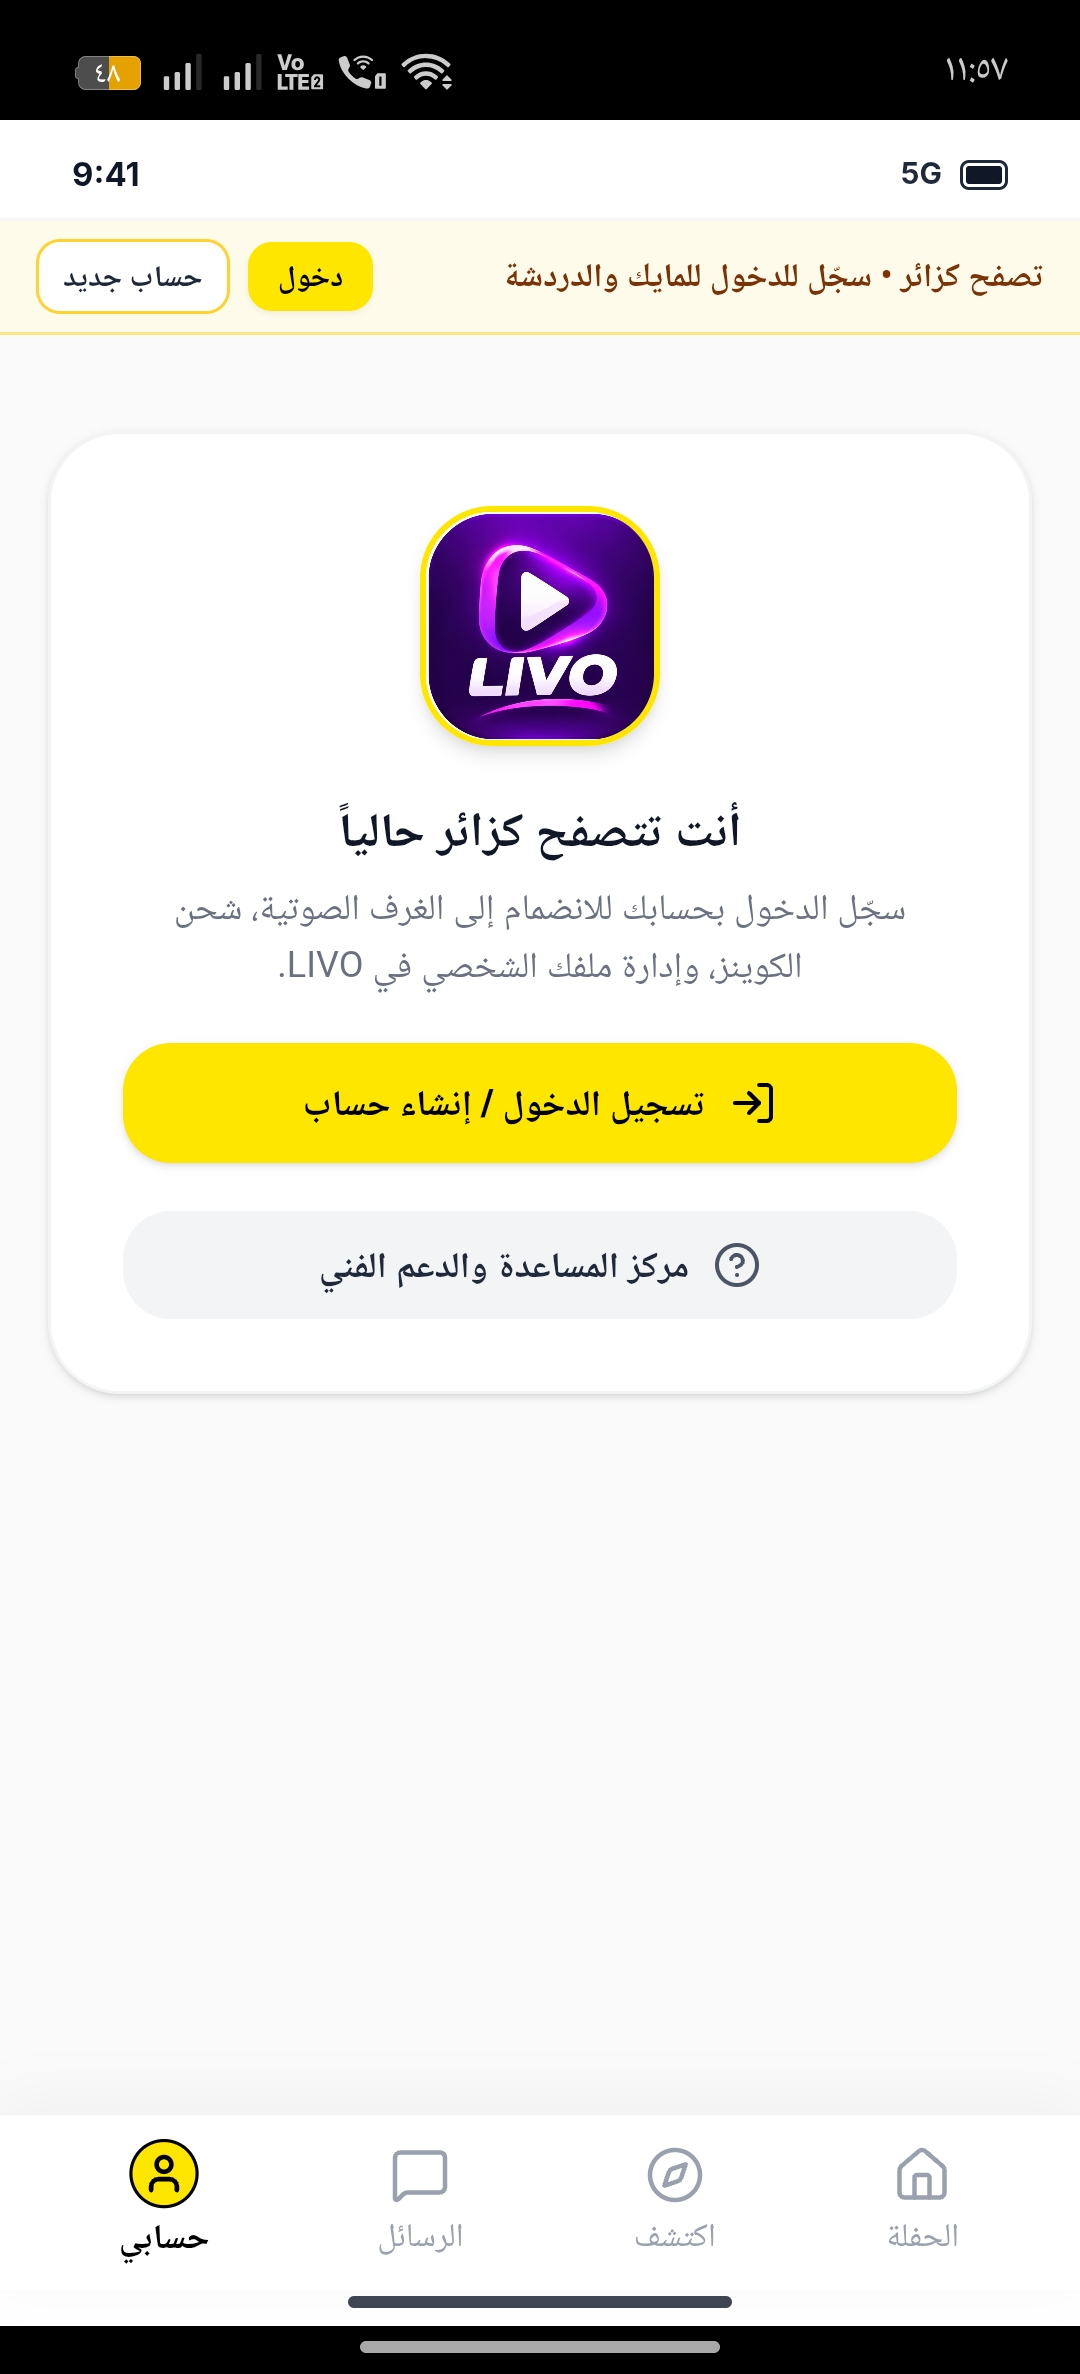 ٤٨
Vo
LTE2
١١:٥٧
9:41
5G
تصفح كزائر • سجّل للدخول للمايك والدردشة
دخول
حساب جديد
LIVO
أنت تتصفح كزائر حالياً
سجّل الدخول بحسابك للانضمام إلى الغرف الصوتية، شحن
الكوينز، وإدارة ملفك الشخصي في LIVO.
تسجيل الدخول / إنشاء حساب
مركز المساعدة والدعم الفني
الحفلة
اكتشف
الرسائل
حسابي